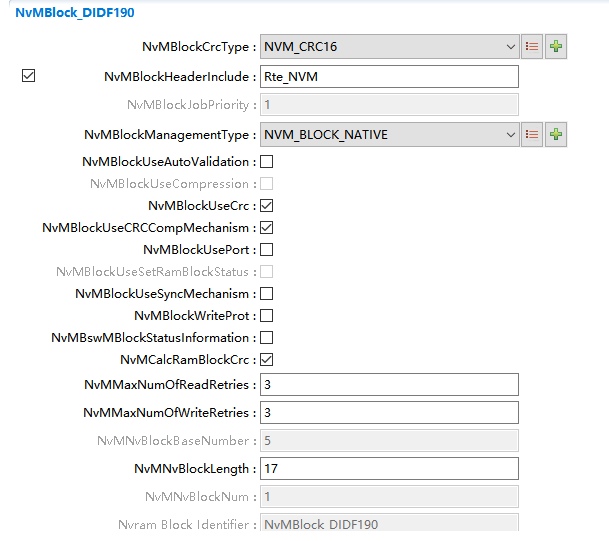 NvMBlock_DIDF190
NvMBlockCrcType : NVM_CRC16
NvMBlockHeaderInclude : Rte_NVM
NvMBlockJobPriority : 1
NvMBlockManagementType : NVM_BLOCK_NATIVE
NvMBlockUseAutoValidation :
NvMBlockUseCompression :
NvMBlockUseCrc :
NvMBlockUseCRCCompMechanism :
NvMBlockUsePort :
NvMBlockUseSetRamBlockStatus :
NvMBlockUseSyncMechanism :
NvMBlockWriteProt :
NvMBswMBlockStatusInformation :
NvMCalcRamBlockCrc :
NvMMaxNumOfReadRetries : 3
NvMMaxNumOfWriteRetries : 3
NvMNvBlockBaseNumber : 5
NvMNvBlockLength : 17
NvMNvBlockNum : 1
Nvram Block Identifier : NvMBlock_DIDF190